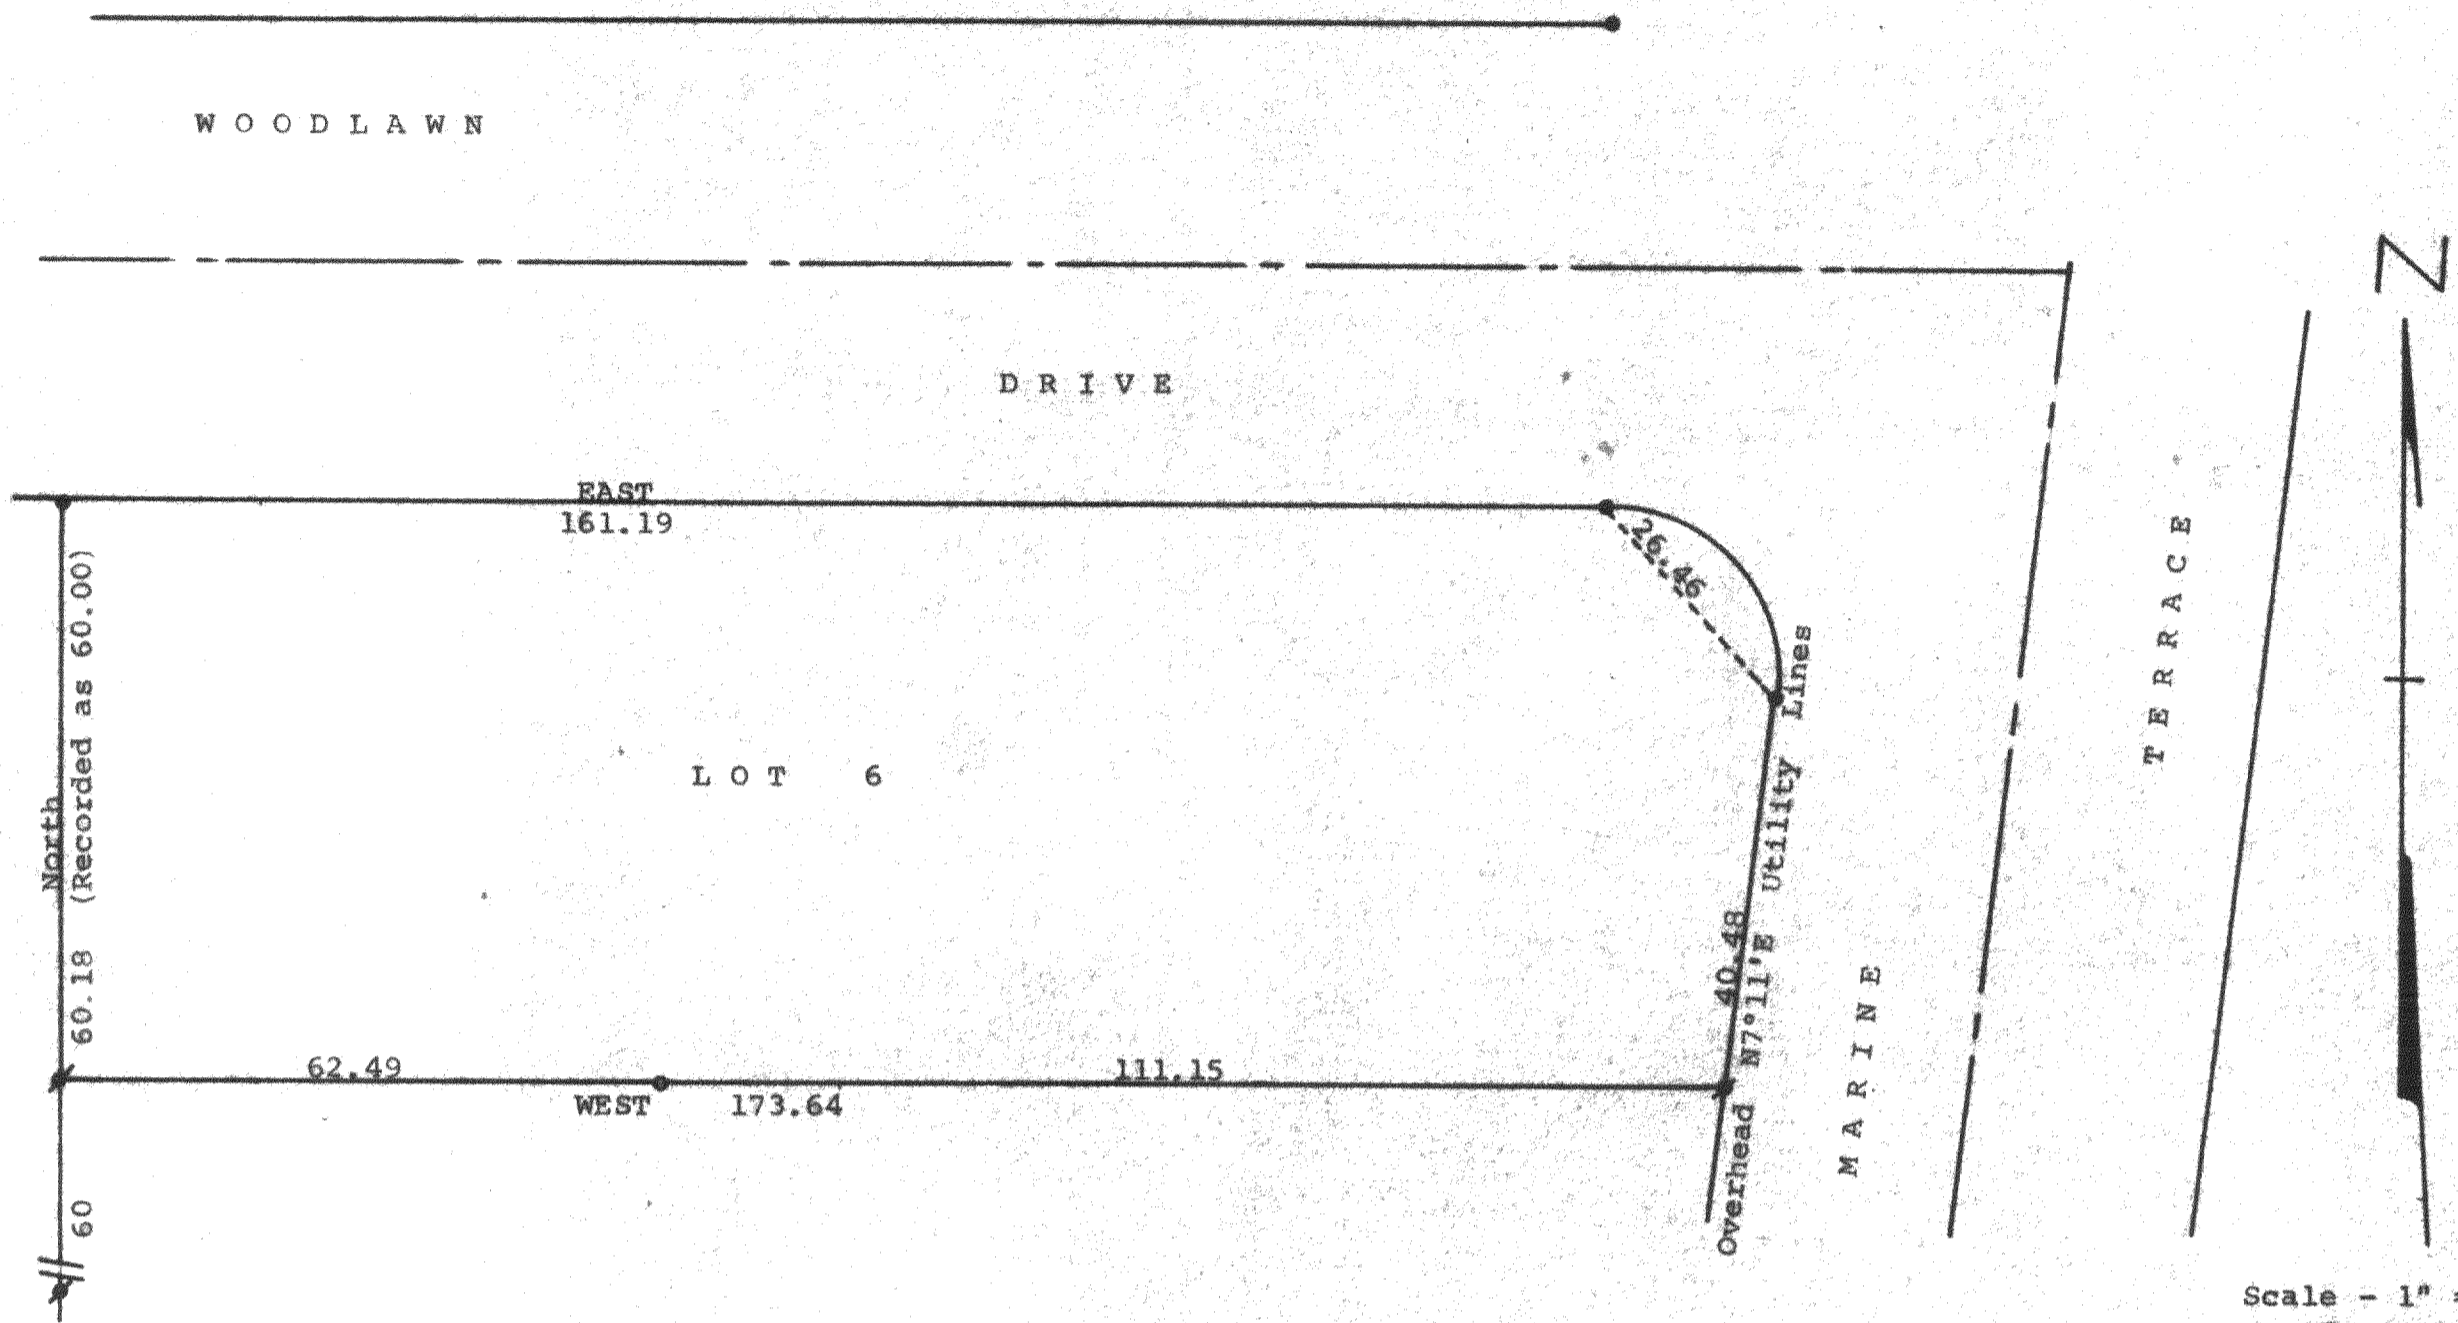 W O O D L A W N
N
D R I V E
EAST
161.19
26.46
North
60.18 (Recorded as 60.00)
L O T 6
40.48
Overhead N7°11'E Utility Lines
M A R I N E
T E R R A C E
62.49
111.15
WEST 173.64
60
Scale - 1"